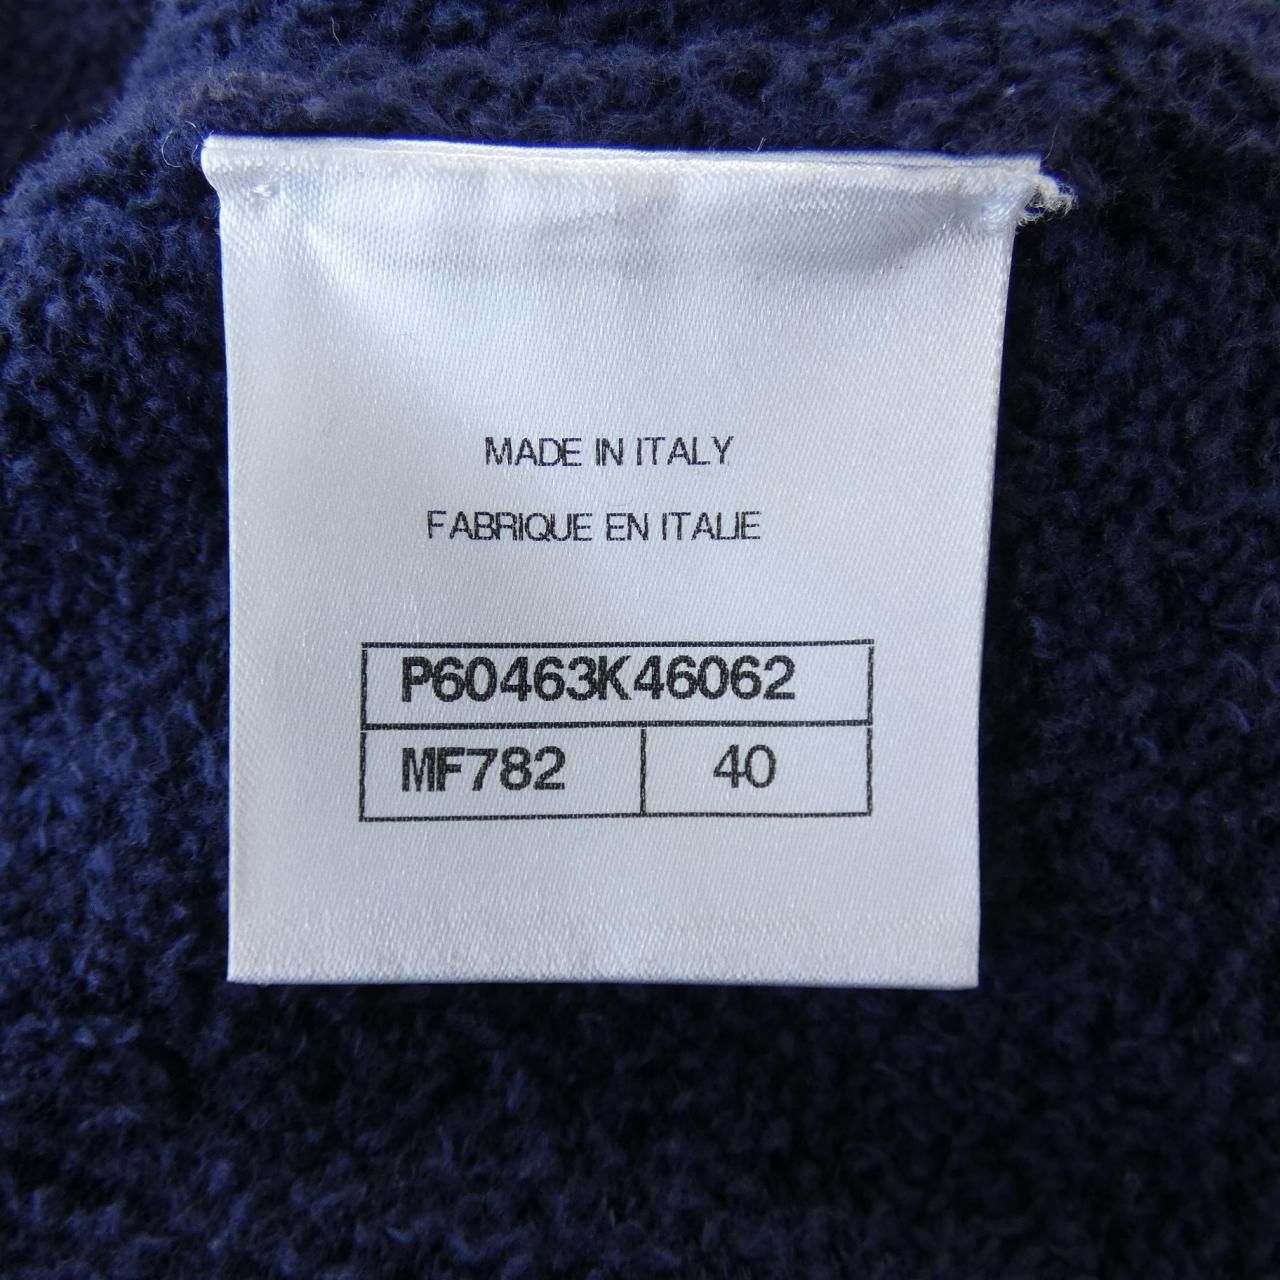 MADE IN ITALY
FABRIQUE EN ITALIE
P60463K46062
MF782 40